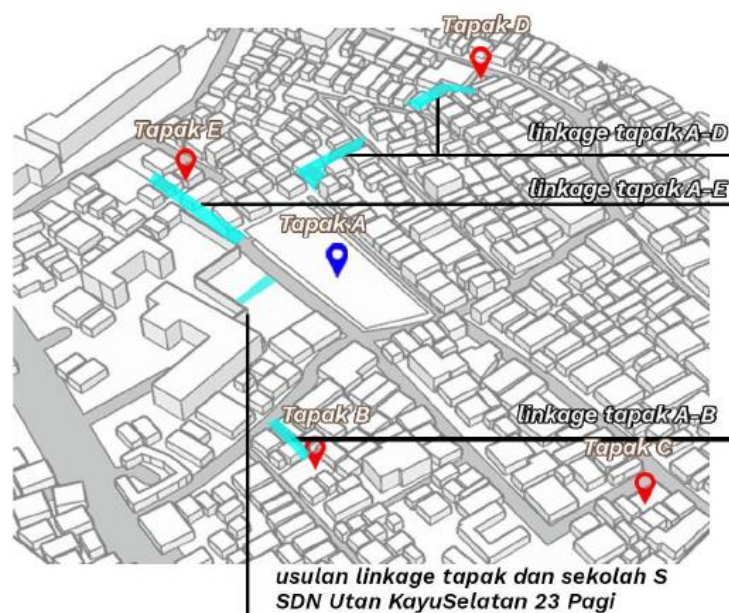 Tapak D
linkage tapak A-D
Tapak E
linkage tapak A-E
Tapak A
Tapak B
linkage tapak A-B
Tapak C
usulan linkage tapak dan sekolah S
SDN Utan KayuSelatan 23 Pagi